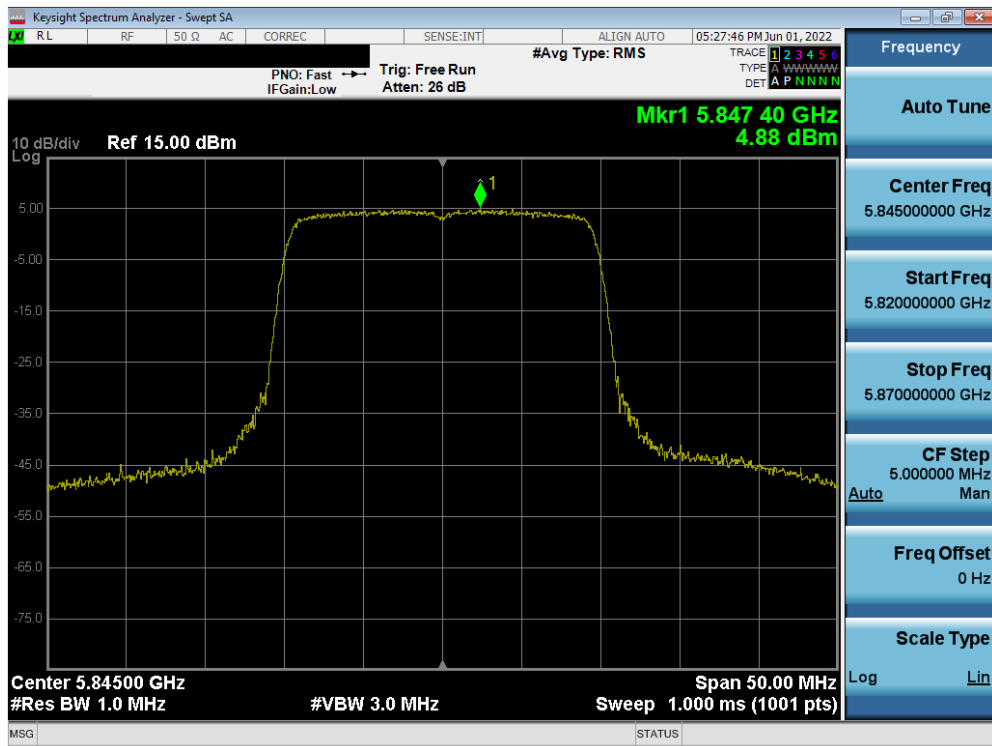 Keysight Spectrum Analyzer - Swept SA
LXI RL RF 50 Ω AC CORREC SENSE:INT ALIGN AUTO 05:27:46 PM Jun 01, 2022
#Avg Type: RMS
TRACE 1 2 3 4 5 6
PNO: Fast Trig: Free Run
TYPE A WWWWW
IFGain:Low Atten: 26 dB
DET A P N N N N
Mkr1 5.847 40 GHz
4.88 dBm
10 dB/div Ref 15.00 dBm
Log
1
5.00
-5.00
-15.0
-25.0
-35.0
-45.0
-55.0
-65.0
-75.0
Center 5.84500 GHz Span 50.00 MHz
#Res BW 1.0 MHz #VBW 3.0 MHz Sweep 1.000 ms (1001 pts)
MSG STATUS
Frequency
Auto Tune
Center Freq
5.845000000 GHz
Start Freq
5.820000000 GHz
Stop Freq
5.870000000 GHz
CF Step
5.000000 MHz
Auto Man
Freq Offset
0 Hz
Scale Type
Log Lin